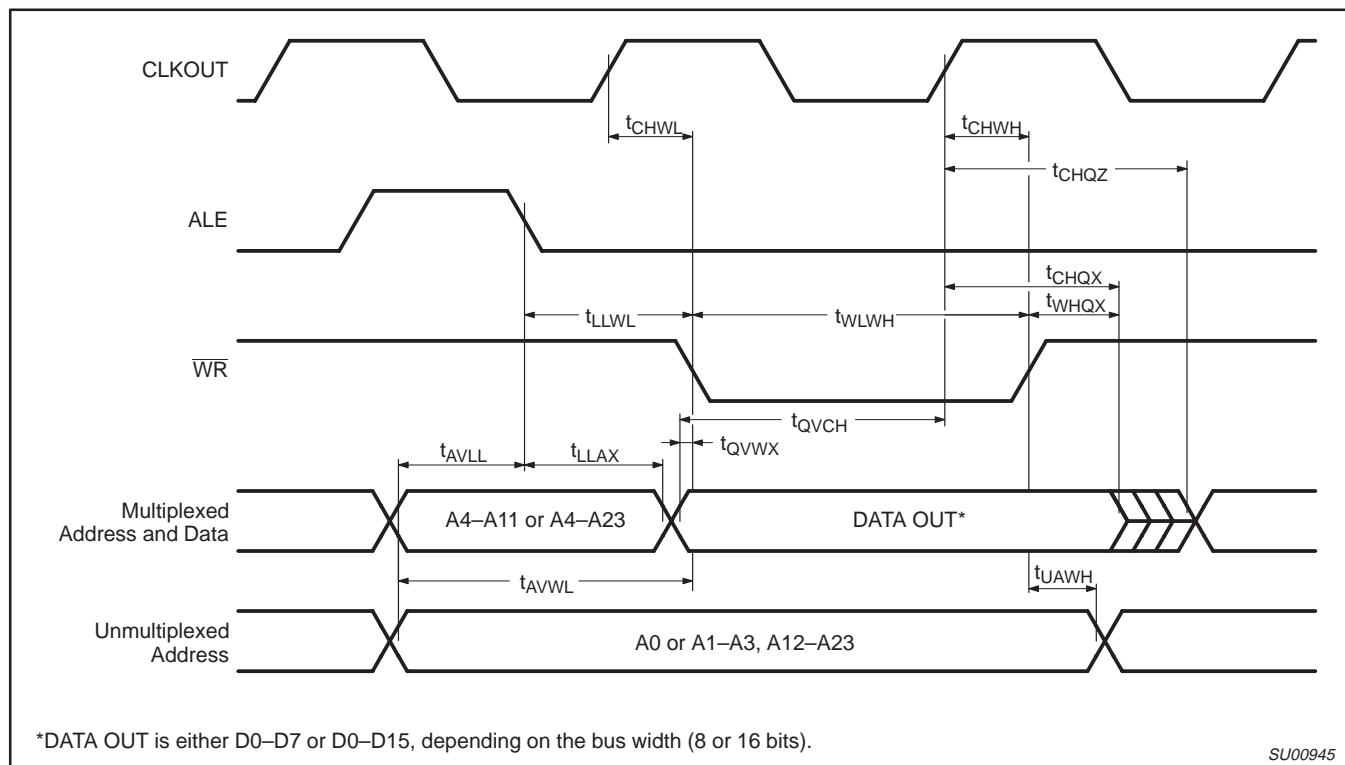 CLKOUT
tCHWL
tCHWH
tCHQZ
ALE
tCHQX
tLLWL
tWLWH
tWHQX
WR
tQVCH
tQVWX
tAVLL
tLLAX
Multiplexed
Address and Data
A4–A11 or A4–A23
DATA OUT*
tAVWL
tUAWH
Unmultiplexed
Address
A0 or A1–A3, A12–A23
*DATA OUT is either D0–D7 or D0–D15, depending on the bus width (8 or 16 bits).
SU00945